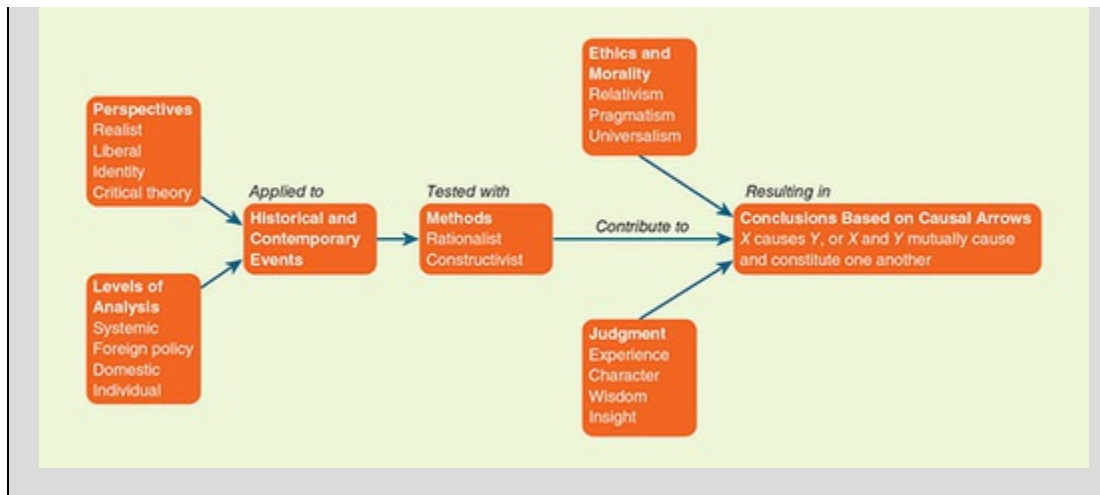 Perspectives
Realist
Liberal
Identity
Critical theory
Levels of
Analysis
Systemic
Foreign policy
Domestic
Individual
Applied to
Historical and
Contemporary
Events
Tested with
Methods
Rationalist
Constructivist
Contribute to
Ethics and
Morality
Relativism
Pragmatism
Universalism
Judgment
Experience
Character
Wisdom
Insight
Resulting in
Conclusions Based on Causal Arrows
X causes Y, or X and Y mutually cause
and constitute one another